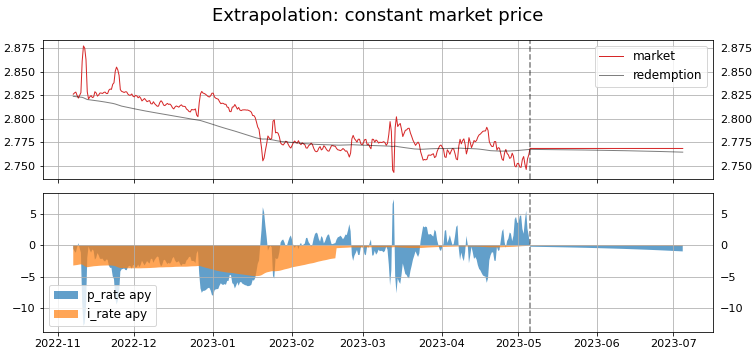 Extrapolation: constant market price
2.875 2.875
2.850 2.850
2.825 2.825
2.800 2.800
2.775 2.775
2.750 2.750
market
redemption
5 5
0 0
−5 −5
−10 −10
p_rate apy
i_rate apy
2022-11 2022-12 2023-01 2023-02 2023-03 2023-04 2023-05 2023-06 2023-07